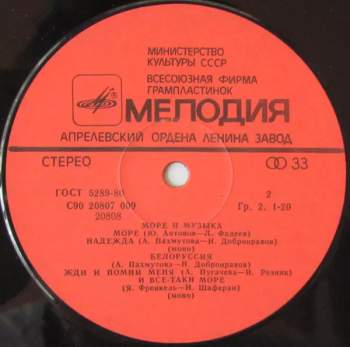 МИНИСТЕРСТВО
КУЛЬТУРЫ СССР
ВСЕСОЮЗНАЯ ФИРМА
ГРАМПЛАСТИНОК
МЕЛОДИЯ
АПРЕЛЕВСКИЙ ОРДЕНА ЛЕНИНА ЗАВОД
СТЕРЕО 33
ГОСТ 5289-80 2
С90 20807 009 Гр. 2. 1-20
20808
МОРЕ И МУЗЫКА
МОРЕ (Ю. Антонов—Л. Фадеев)
НАДЕЖДА (А. Пахмутова—Н. Добронравов)
(моно)
БЕЛОРУССИЯ
(А. Пахмутова—Н. Добронравов)
ЖДИ И ПОМНИ МЕНЯ (А. Пугачева—И. Резник)
И ВСЕ-ТАКИ МОРЕ
(Я. Френкель—И. Шаферан)
(моно)